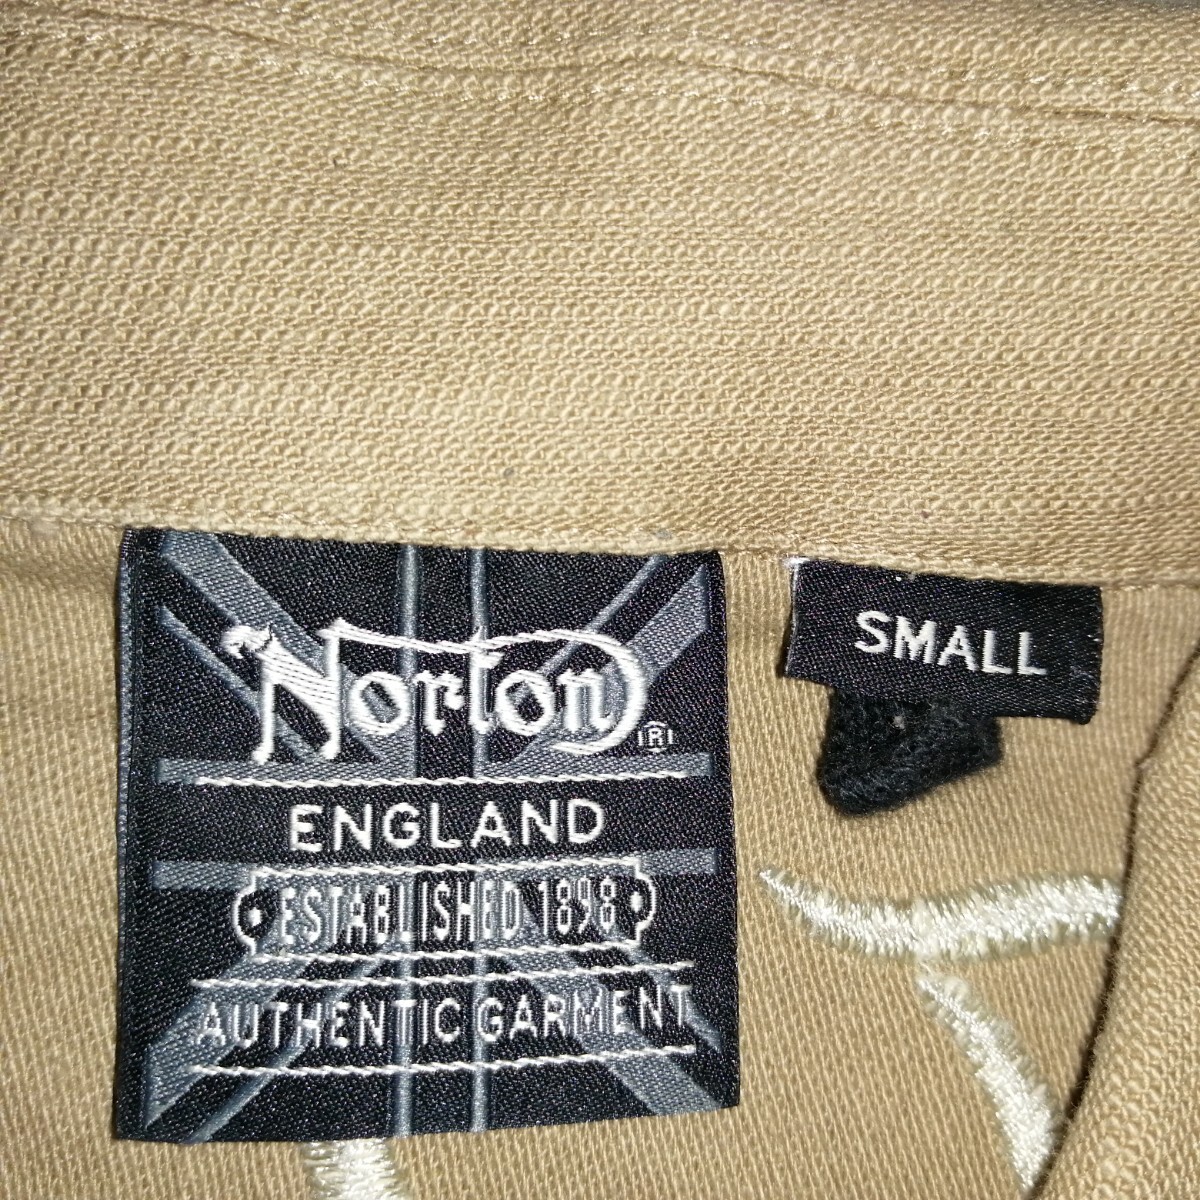 Norton ®
ENGLAND
ESTABLISHED 1898
AUTHENTIC GARMENT
SMALL